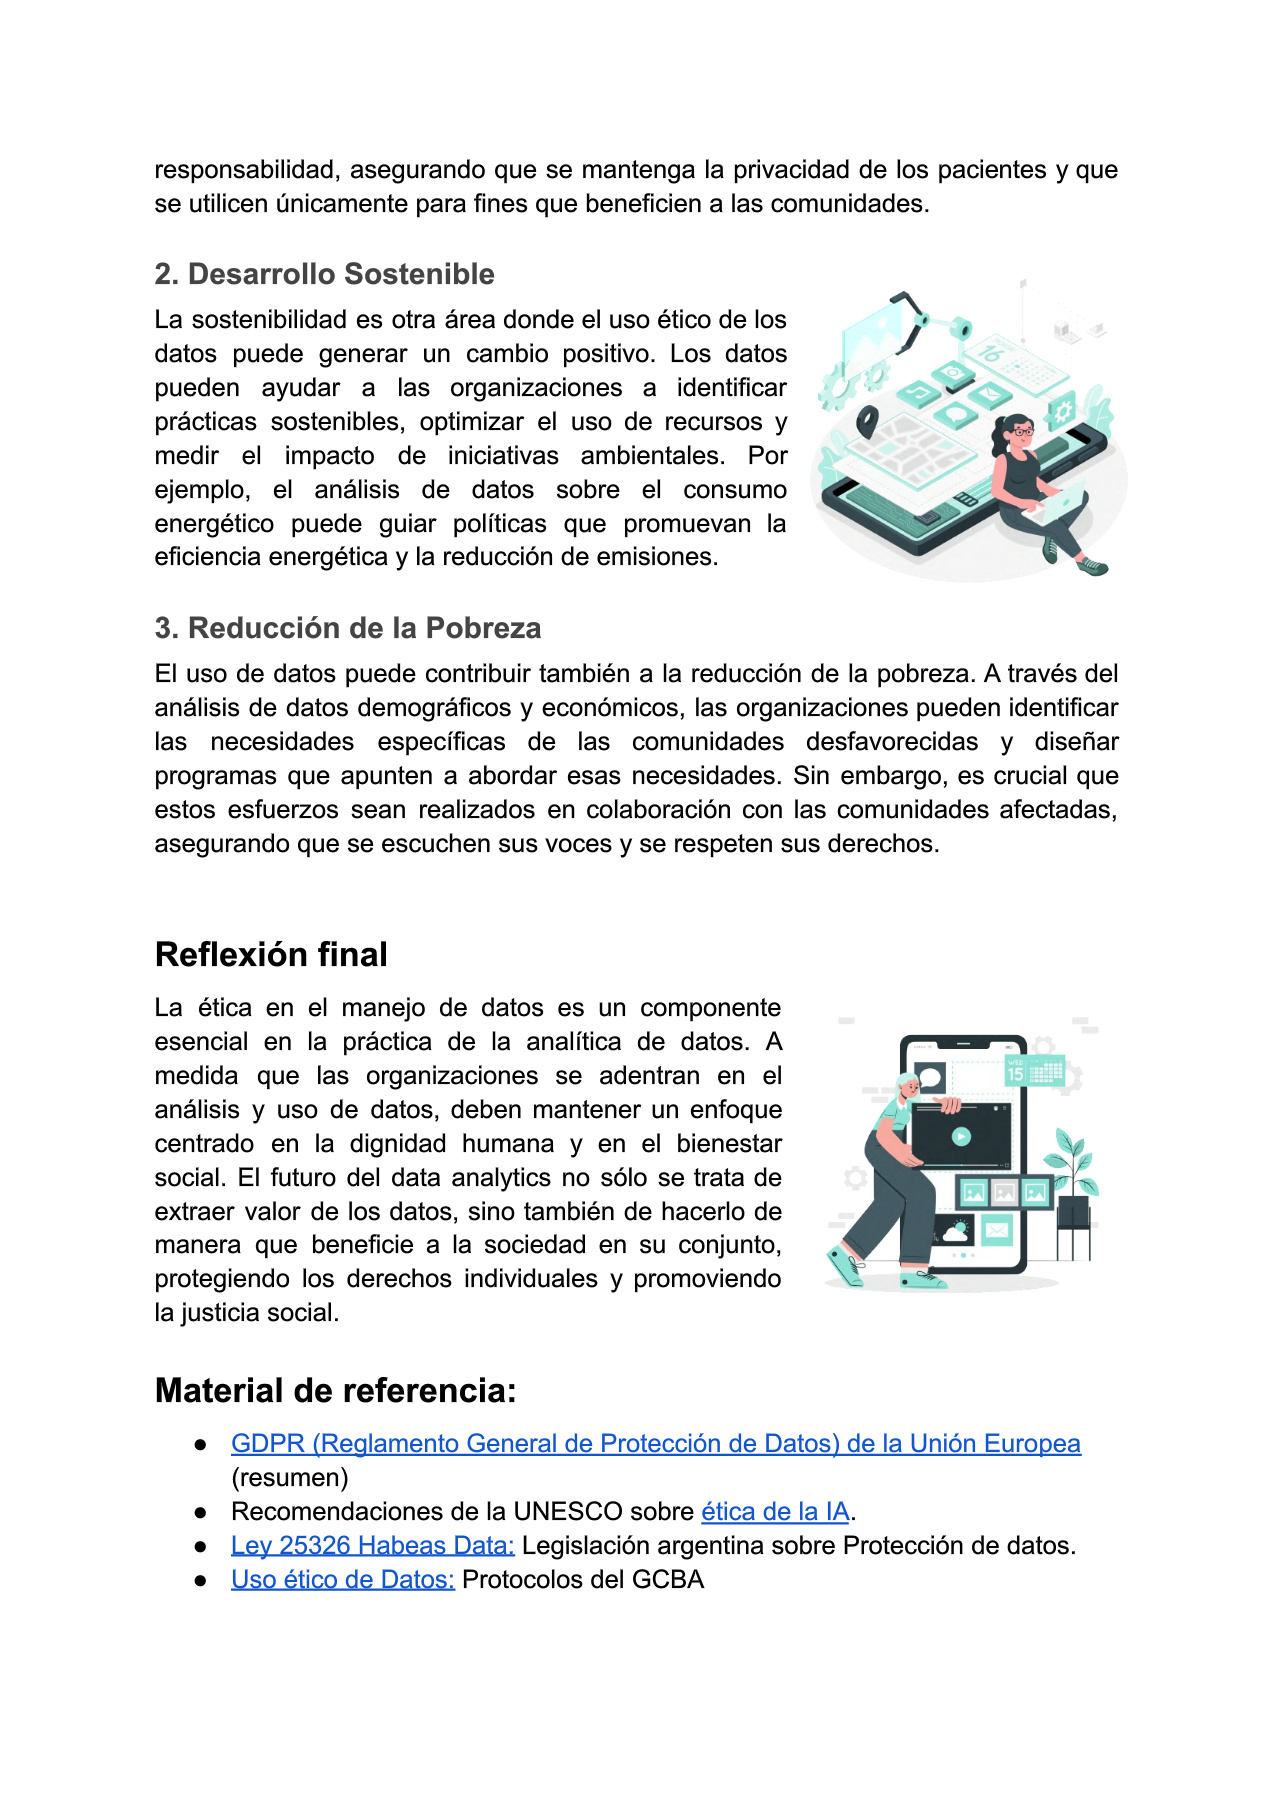 responsabilidad, asegurando que se mantenga la privacidad de los pacientes y que
se utilicen únicamente para fines que beneficien a las comunidades.
2. Desarrollo Sostenible
La sostenibilidad es otra área donde el uso ético de los
datos puede generar un cambio positivo. Los datos
pueden ayudar a las organizaciones a identificar
prácticas sostenibles, optimizar el uso de recursos y
medir el impacto de iniciativas ambientales. Por
ejemplo, el análisis de datos sobre el consumo
energético puede guiar políticas que promuevan la
eficiencia energética y la reducción de emisiones.
16
3. Reducción de la Pobreza
El uso de datos puede contribuir también a la reducción de la pobreza. A través del
análisis de datos demográficos y económicos, las organizaciones pueden identificar
las necesidades específicas de las comunidades desfavorecidas y diseñar
programas que apunten a abordar esas necesidades. Sin embargo, es crucial que
estos esfuerzos sean realizados en colaboración con las comunidades afectadas,
asegurando que se escuchen sus voces y se respeten sus derechos.
Reflexión final
La ética en el manejo de datos es un componente
esencial en la práctica de la analítica de datos. A
medida que las organizaciones se adentran en el
análisis y uso de datos, deben mantener un enfoque
centrado en la dignidad humana y en el bienestar
social. El futuro del data analytics no sólo se trata de
extraer valor de los datos, sino también de hacerlo de
manera que beneficie a la sociedad en su conjunto,
protegiendo los derechos individuales y promoviendo
la justicia social.
WED
15
Material de referencia:
● GDPR (Reglamento General de Protección de Datos) de la Unión Europea
(resumen)
● Recomendaciones de la UNESCO sobre ética de la IA.
● Ley 25326 Habeas Data: Legislación argentina sobre Protección de datos.
● Uso ético de Datos: Protocolos del GCBA